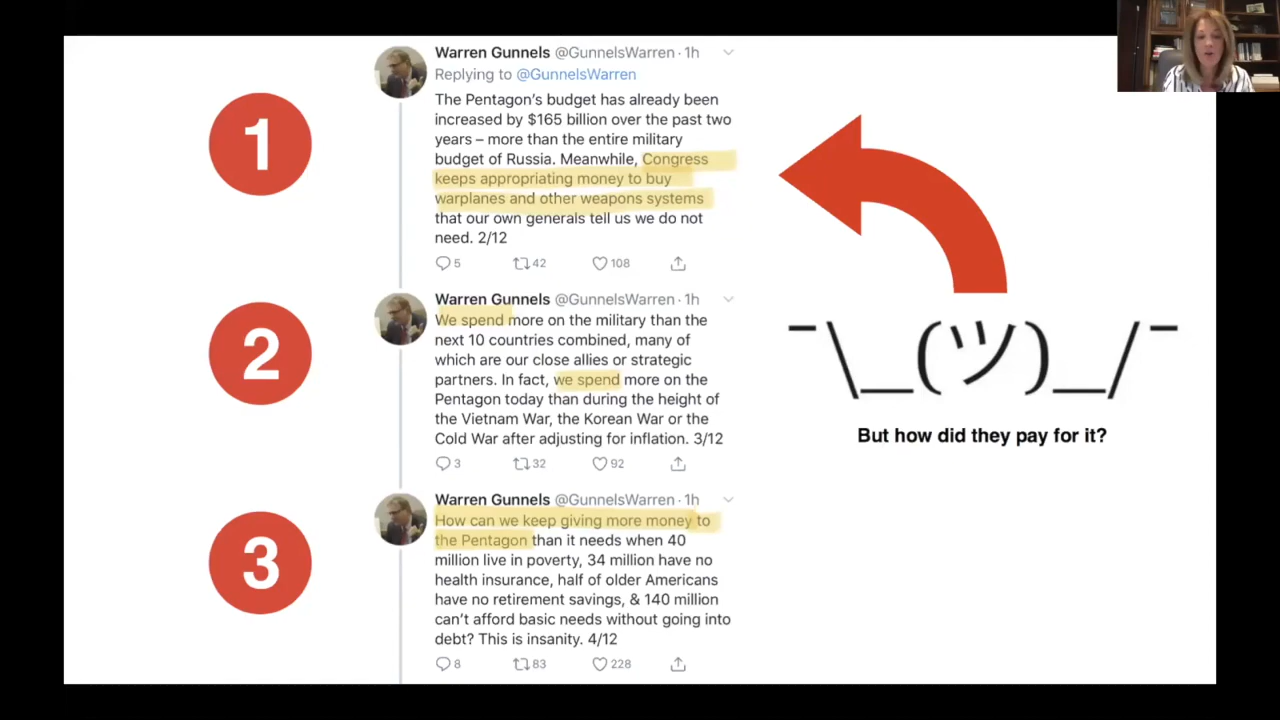 1
Warren Gunnels @GunnelsWarren · 1h
Replying to @GunnelsWarren
The Pentagon's budget has already been
increased by $165 billion over the past two
years – more than the entire military
budget of Russia. Meanwhile, Congress
keeps appropriating money to buy
warplanes and other weapons systems
that our own generals tell us we do not
need. 2/12
5 42 108
2
Warren Gunnels @GunnelsWarren · 1h
We spend more on the military than the
next 10 countries combined, many of
which are our close allies or strategic
partners. In fact, we spend more on the
Pentagon today than during the height of
the Vietnam War, the Korean War or the
Cold War after adjusting for inflation. 3/12
3 32 92
3
Warren Gunnels @GunnelsWarren · 1h
How can we keep giving more money to
the Pentagon than it needs when 40
million live in poverty, 34 million have no
health insurance, half of older Americans
have no retirement savings, & 140 million
can't afford basic needs without going into
debt? This is insanity. 4/12
8 83 228
¯\_(ツ)_/¯
But how did they pay for it?